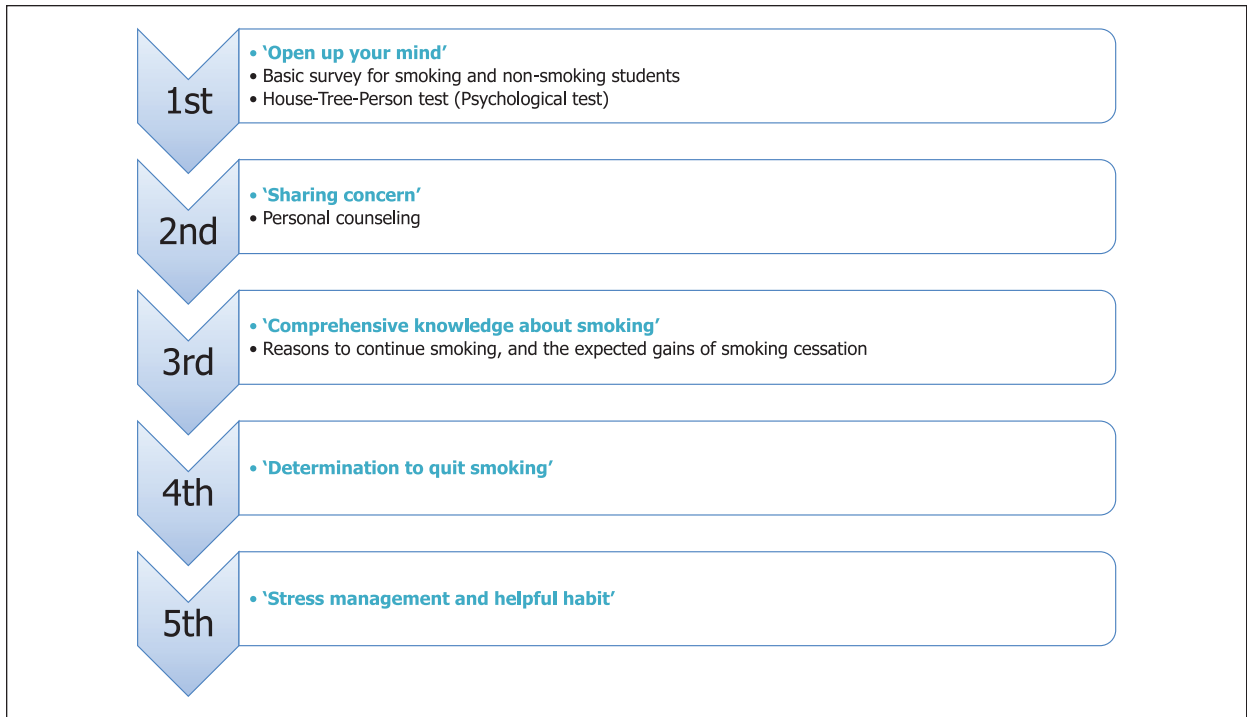 1st
• ‘Open up your mind’
• Basic survey for smoking and non-smoking students
• House-Tree-Person test (Psychological test)
2nd
• ‘Sharing concern’
• Personal counseling
3rd
• ‘Comprehensive knowledge about smoking’
• Reasons to continue smoking, and the expected gains of smoking cessation
4th
• ‘Determination to quit smoking’
5th
• ‘Stress management and helpful habit’